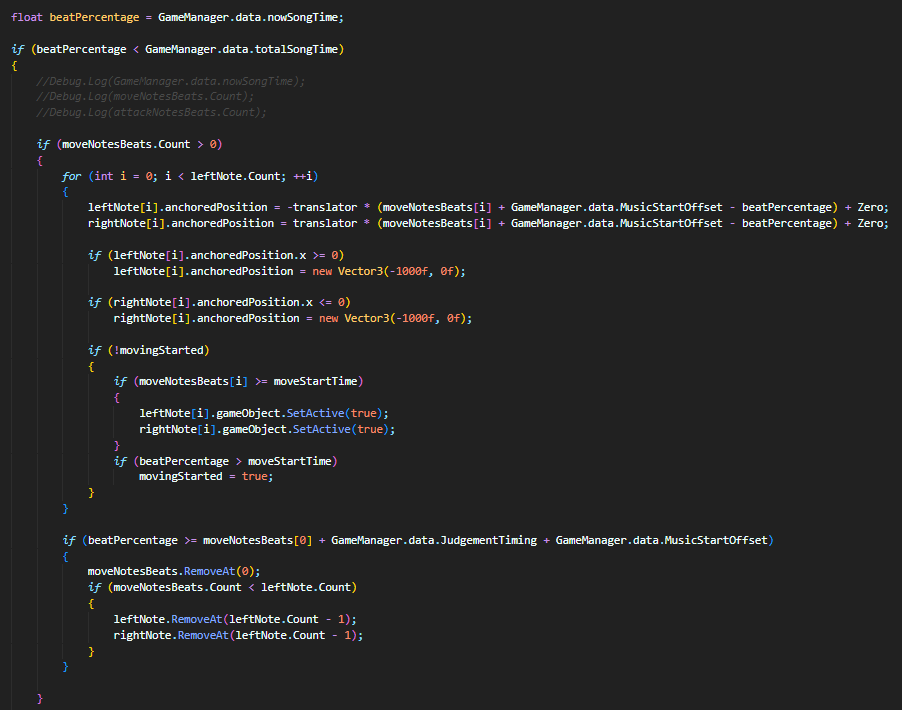 float beatPercentage = GameManager.data.nowSongTime;
if (beatPercentage < GameManager.data.totalSongTime)
{
//Debug.Log(GameManager.data.nowSongTime);
//Debug.Log(moveNotesBeats.Count);
//Debug.Log(attackNotesBeats.Count);
if (moveNotesBeats.Count > 0)
{
for (int i = 0; i < leftNote.Count; ++i)
{
leftNote[i].anchoredPosition = -translator * (moveNotesBeats[i] + GameManager.data.MusicStartOffset - beatPercentage) + Zero;
rightNote[i].anchoredPosition = translator * (moveNotesBeats[i] + GameManager.data.MusicStartOffset - beatPercentage) + Zero;
if (leftNote[i].anchoredPosition.x >= 0)
leftNote[i].anchoredPosition = new Vector3(-1000f, 0f);
if (rightNote[i].anchoredPosition.x <= 0)
rightNote[i].anchoredPosition = new Vector3(-1000f, 0f);
if (!movingStarted)
{
if (moveNotesBeats[i] >= moveStartTime)
{
leftNote[i].gameObject.SetActive(true);
rightNote[i].gameObject.SetActive(true);
}
if (beatPercentage > moveStartTime)
movingStarted = true;
}
}
if (beatPercentage >= moveNotesBeats[0] + GameManager.data.JudgementTiming + GameManager.data.MusicStartOffset)
{
moveNotesBeats.RemoveAt(0);
if (moveNotesBeats.Count < leftNote.Count)
{
leftNote.RemoveAt(leftNote.Count - 1);
rightNote.RemoveAt(leftNote.Count - 1);
}
}
}